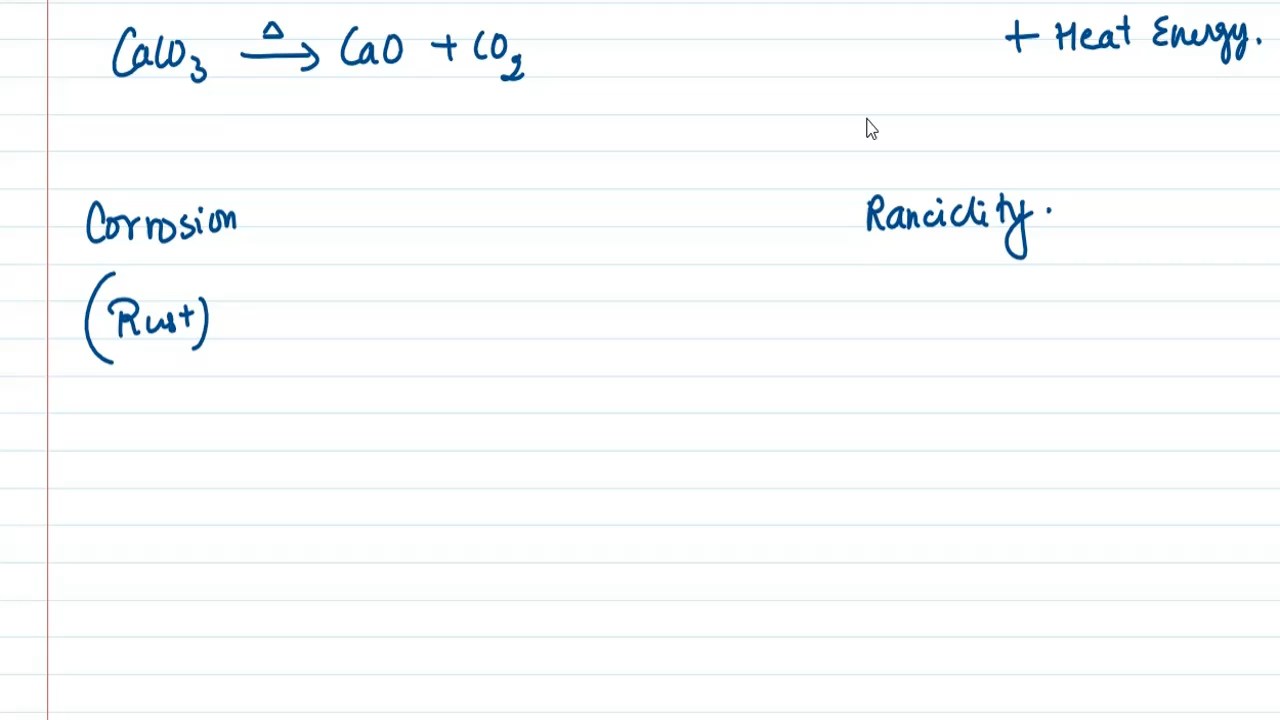 CaCO₃ —Δ→ CaO + CO₂
+ Heat Energy.
Corrosion
Rancidity.
(Rust)